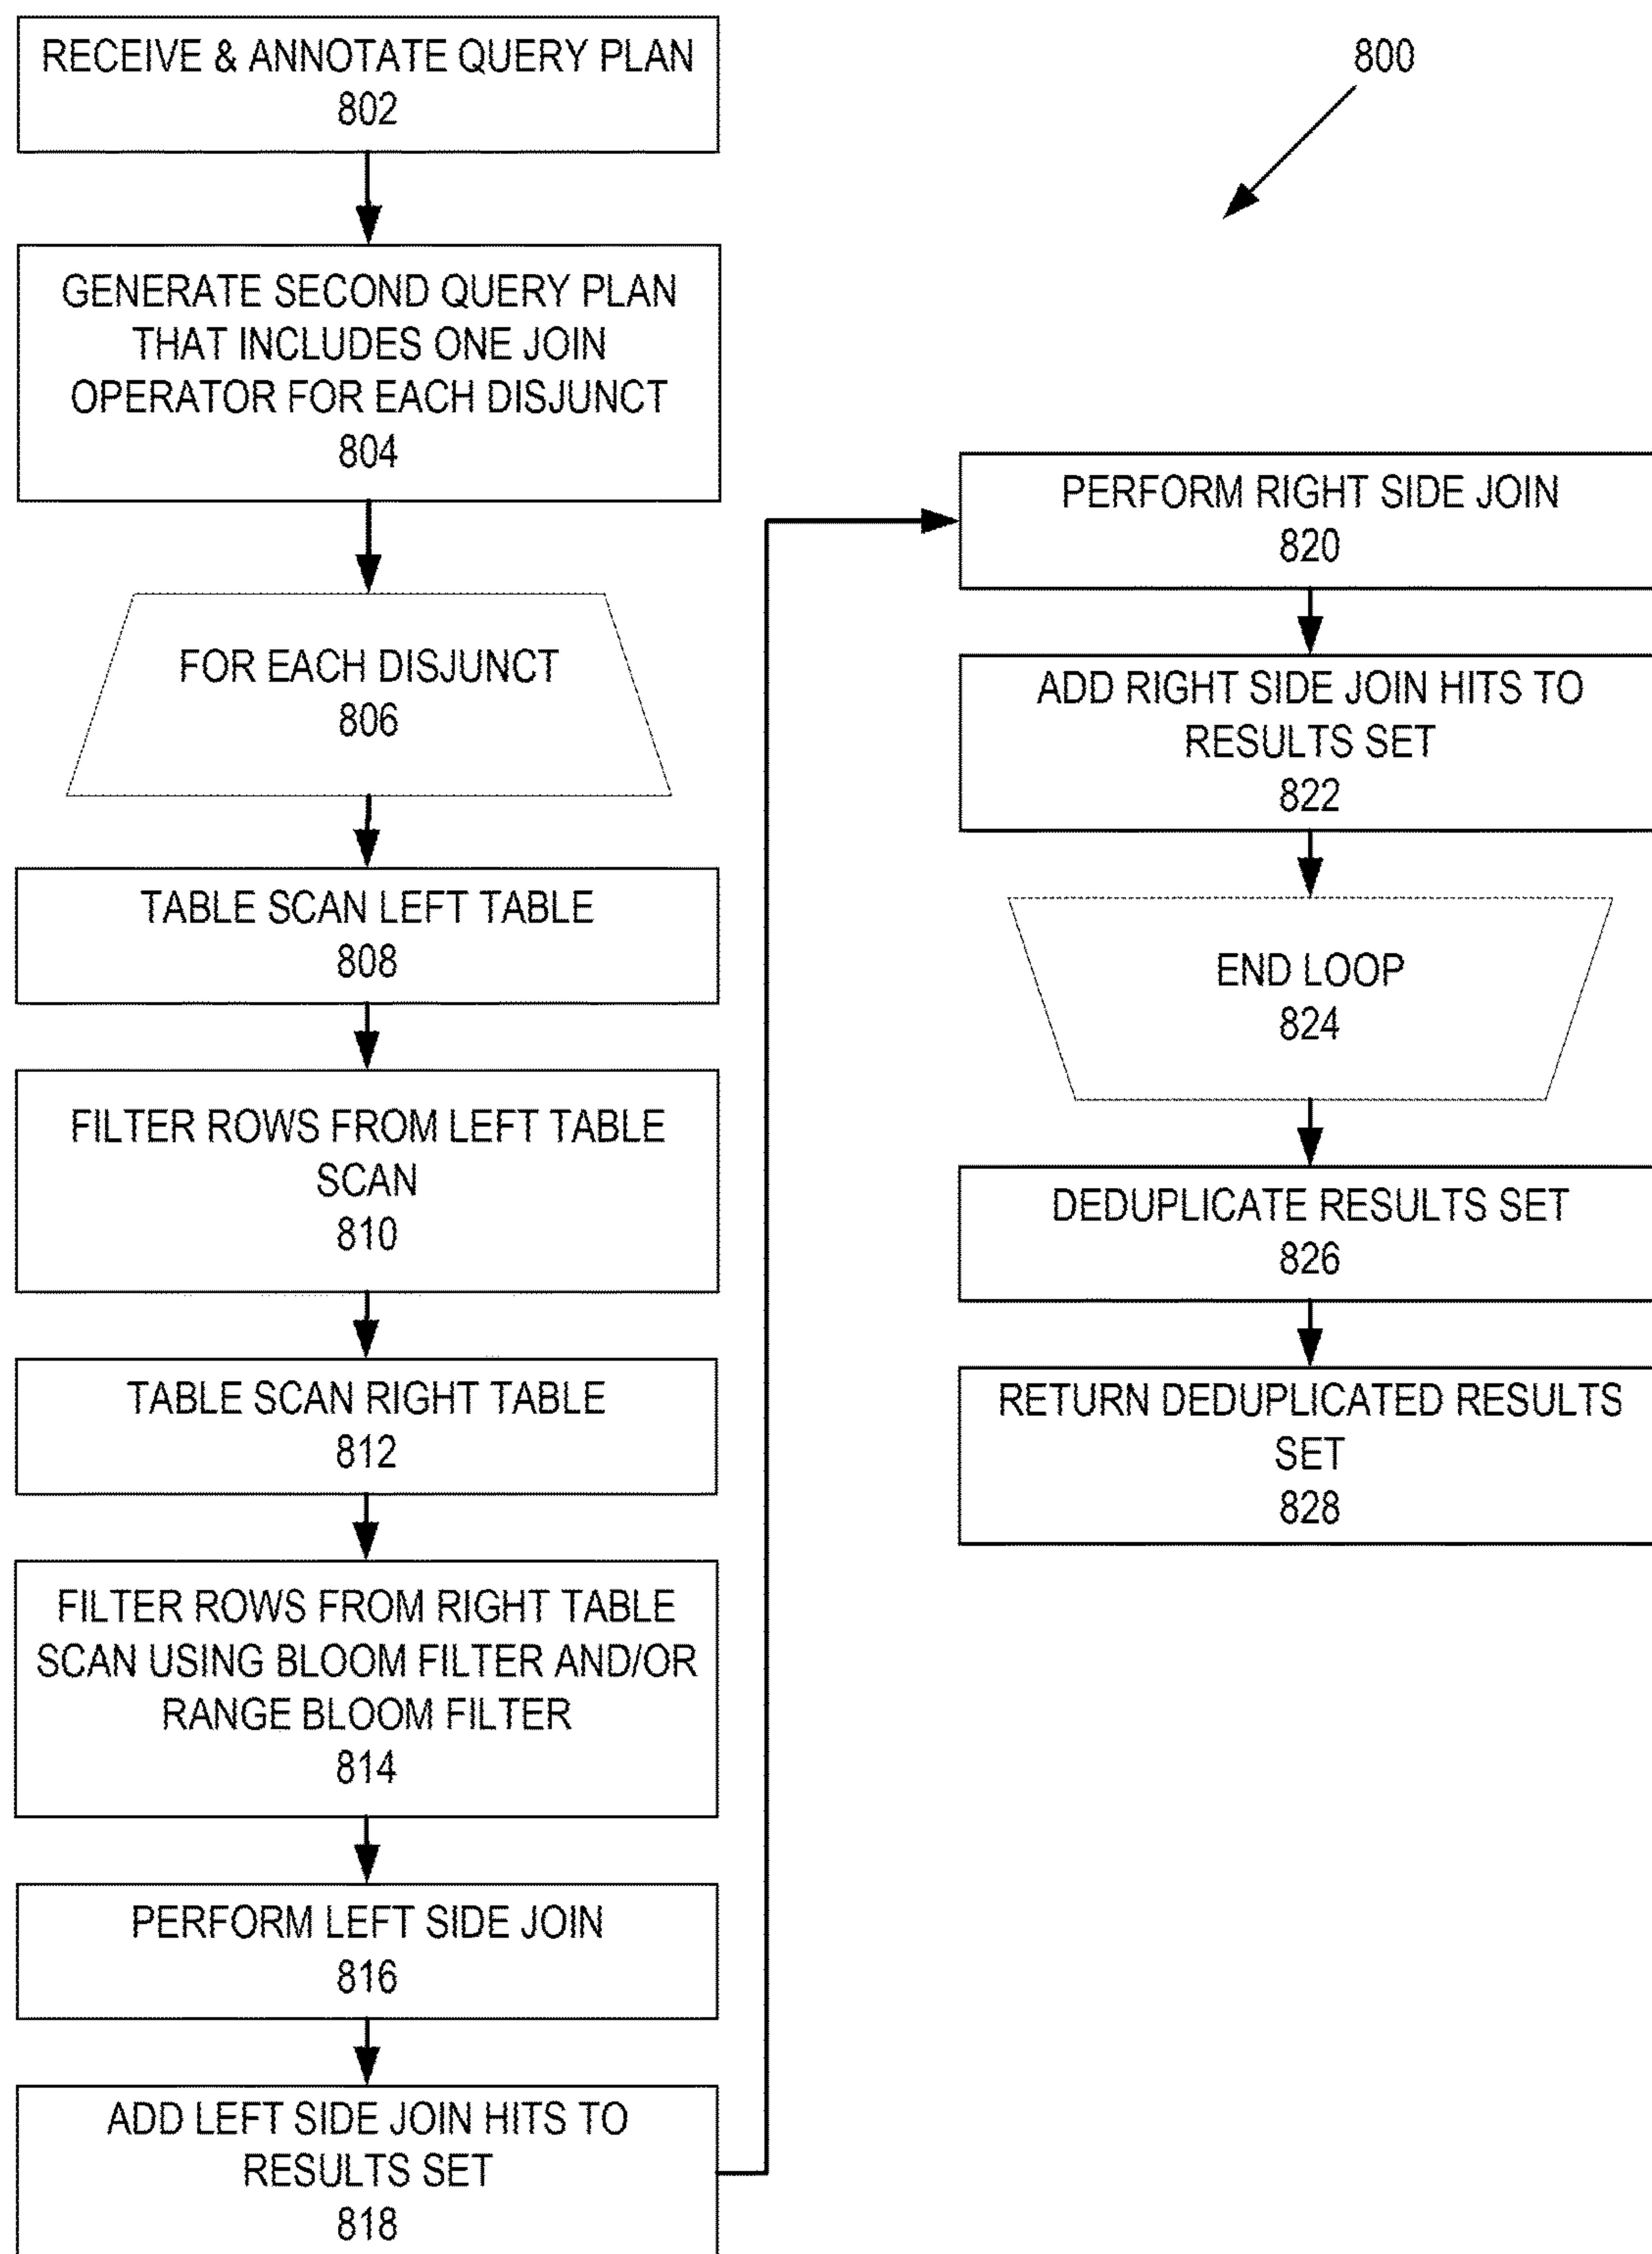 RECEIVE & ANNOTATE QUERY PLAN
802
GENERATE SECOND QUERY PLAN
THAT INCLUDES ONE JOIN
OPERATOR FOR EACH DISJUNCT
804
FOR EACH DISJUNCT
806
TABLE SCAN LEFT TABLE
808
FILTER ROWS FROM LEFT TABLE
SCAN
810
TABLE SCAN RIGHT TABLE
812
FILTER ROWS FROM RIGHT TABLE
SCAN USING BLOOM FILTER AND/OR
RANGE BLOOM FILTER
814
PERFORM LEFT SIDE JOIN
816
ADD LEFT SIDE JOIN HITS TO
RESULTS SET
818
800
PERFORM RIGHT SIDE JOIN
820
ADD RIGHT SIDE JOIN HITS TO
RESULTS SET
822
END LOOP
824
DEDUPLICATE RESULTS SET
826
RETURN DEDUPLICATED RESULTS
SET
828